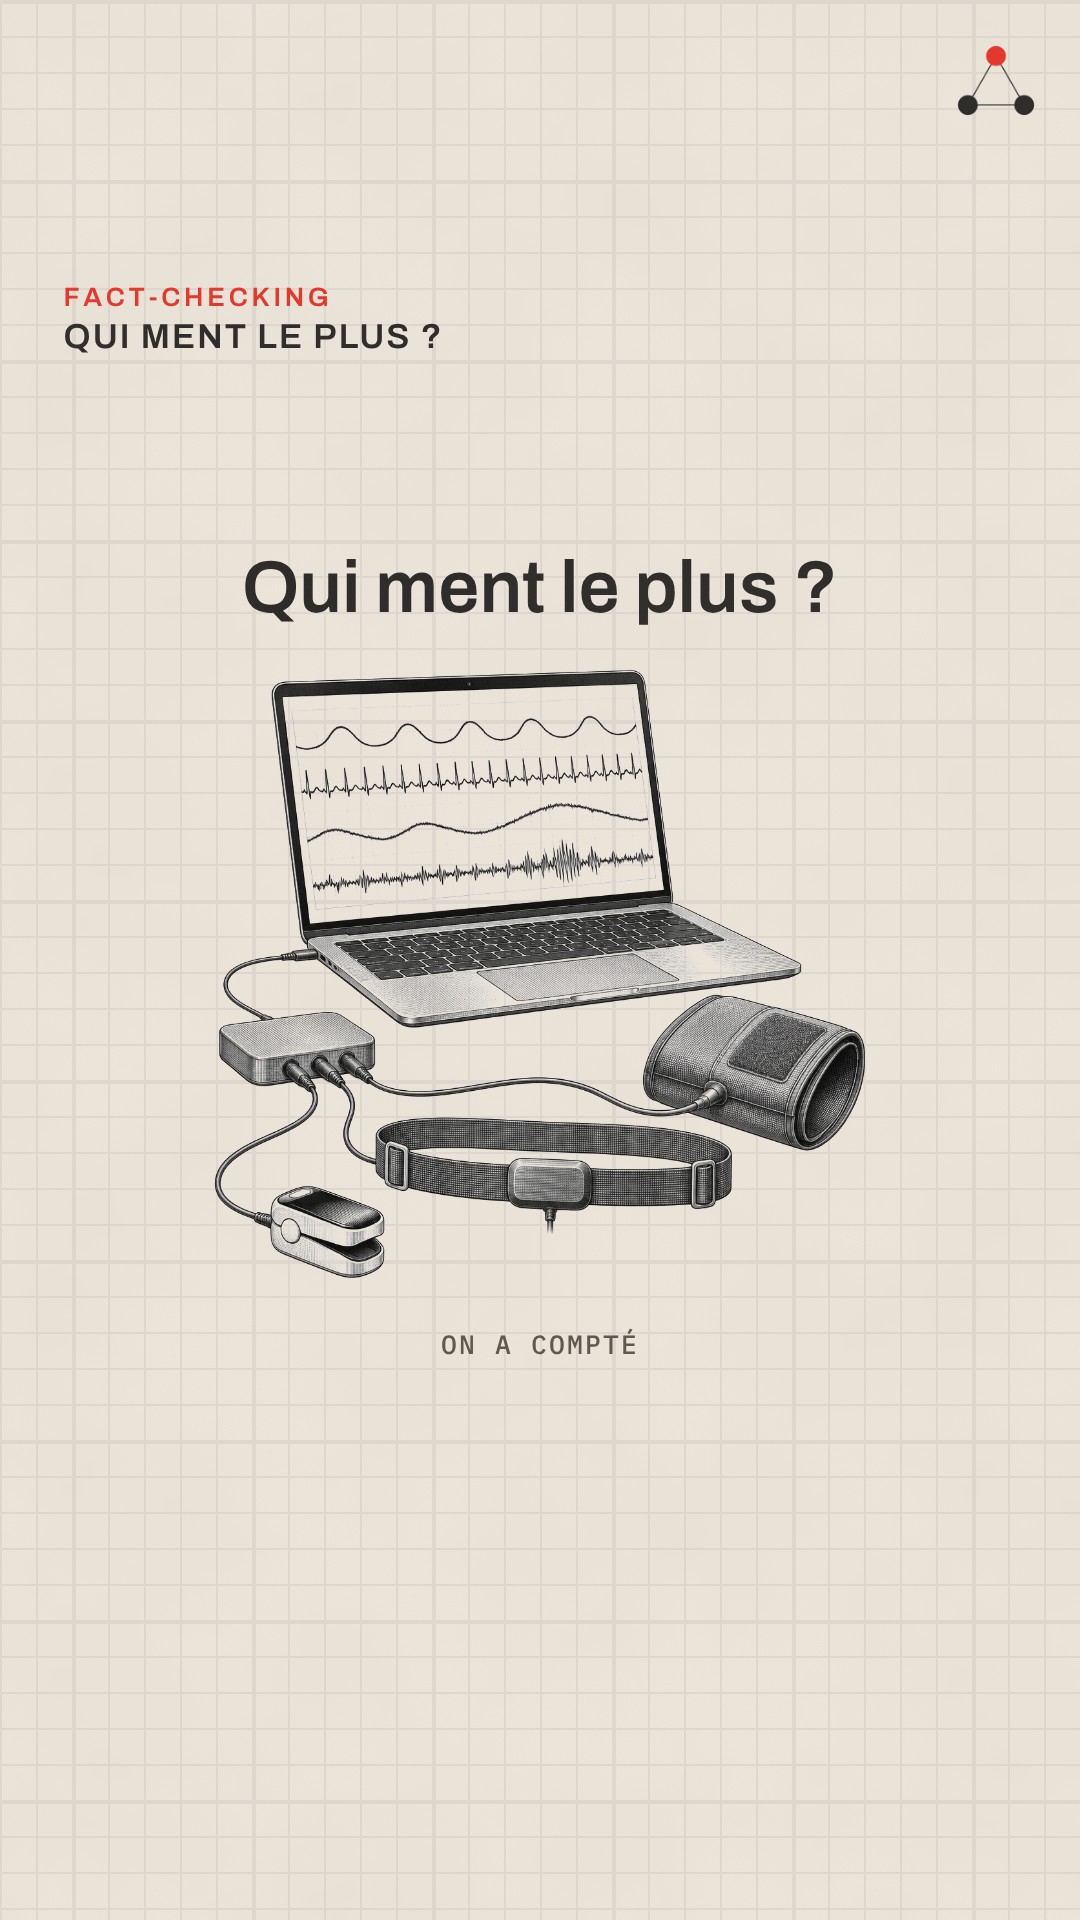 FACT-CHECKING
QUI MENT LE PLUS ?
Qui ment le plus ?
ON A COMPTÉ